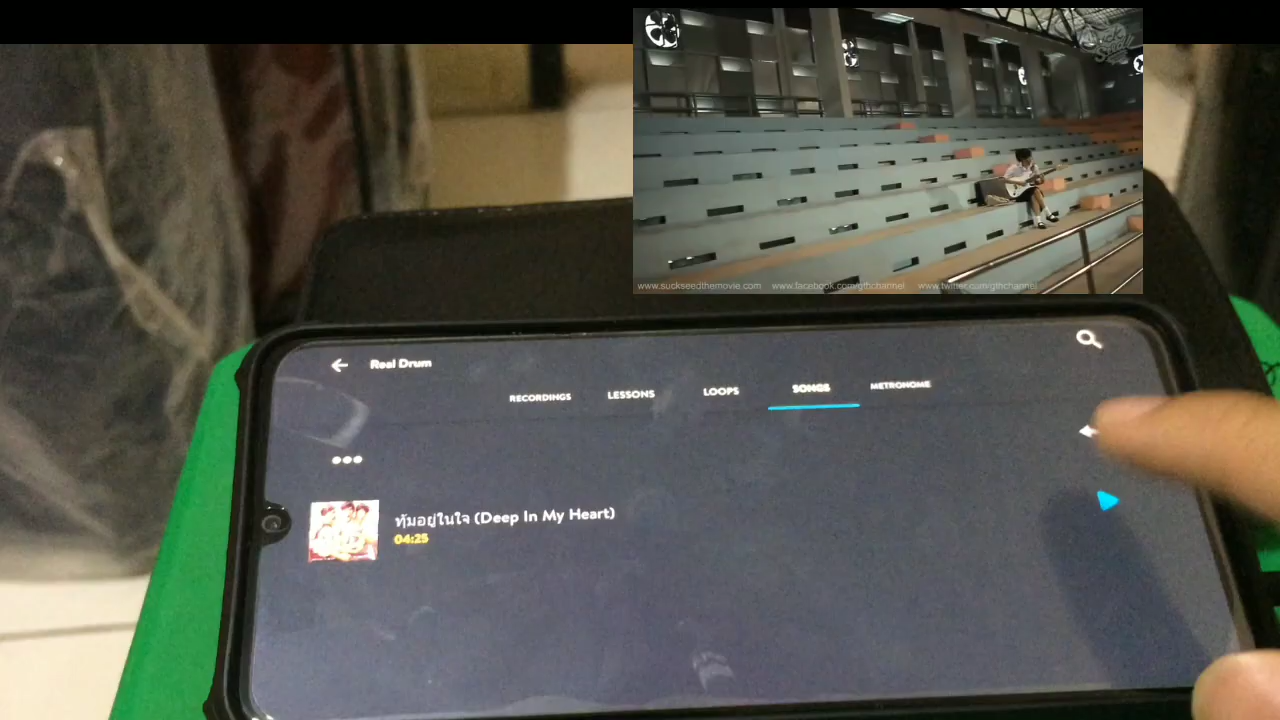 www.suckseedthemovie.com www.facebook.com/gthchannel www.twitter.com/gthchannel
Real Drum
RECORDINGS LESSONS LOOPS SONGS METRONOME
ทุ้มอยู่ในใจ (Deep In My Heart)
04:25